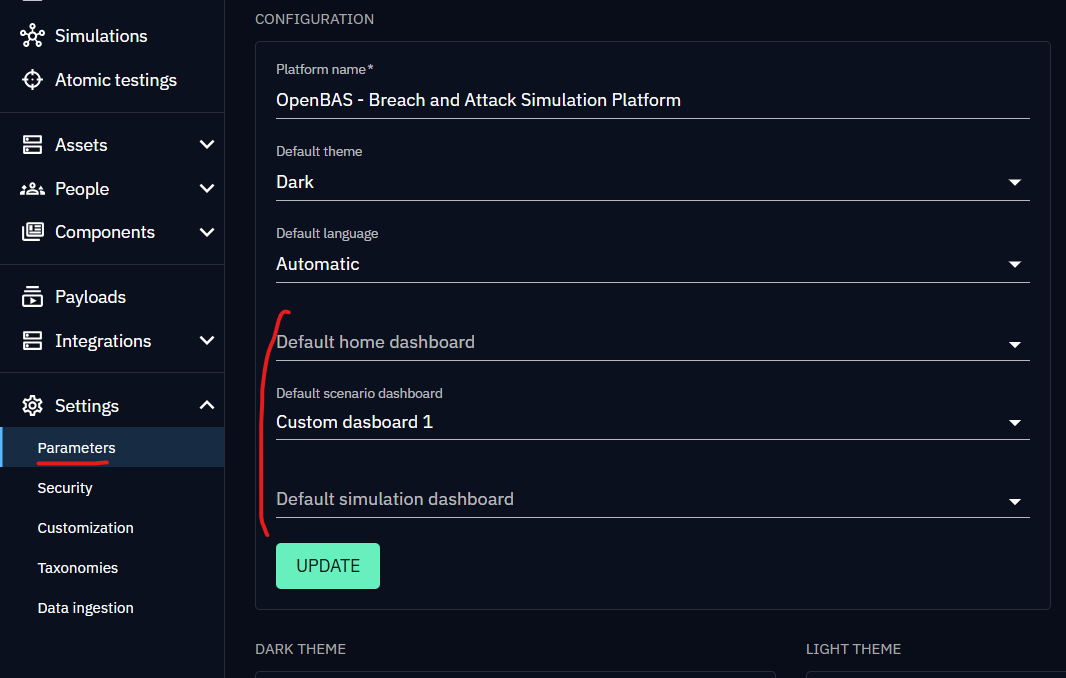 Simulations
Atomic testings
Assets
People
Components
Payloads
Integrations
Settings
Parameters
Security
Customization
Taxonomies
Data ingestion
CONFIGURATION
Platform name*
OpenBAS - Breach and Attack Simulation Platform
Default theme
Dark
Default language
Automatic
Default home dashboard
Default scenario dashboard
Custom dasboard 1
Default simulation dashboard
UPDATE
DARK THEME
LIGHT THEME